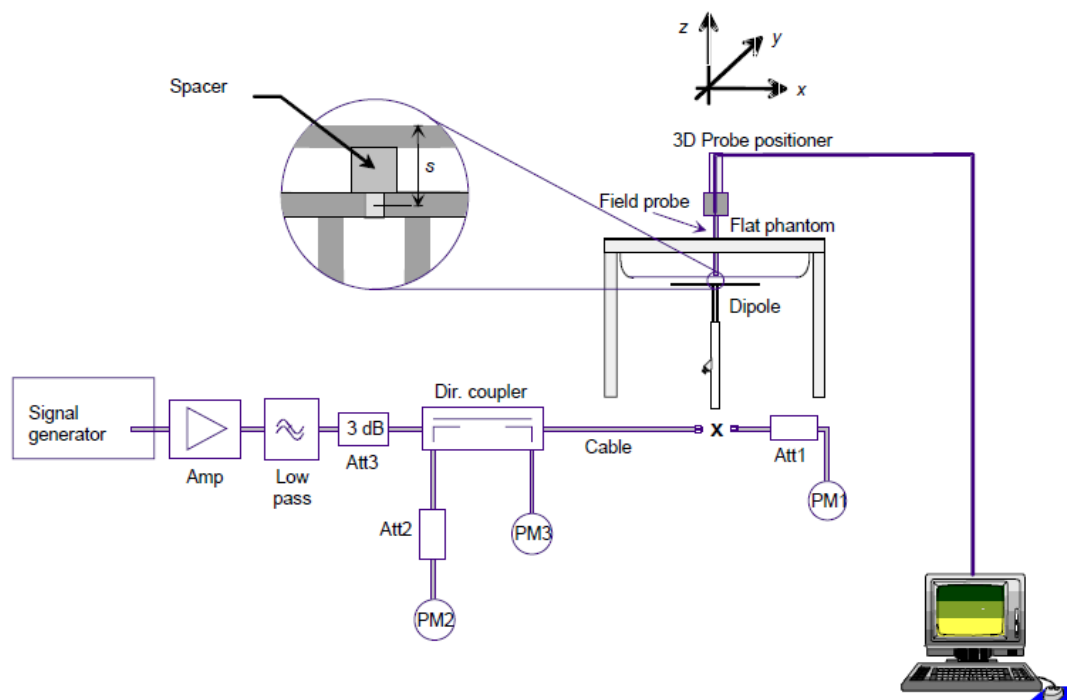 z
y
x
Spacer
s
3D Probe positioner
Field probe
Flat phantom
Dipole
Signal
generator
Amp
Low
pass
3 dB
Att3
Dir. coupler
Cable
X
Att1
PM1
Att2
PM3
PM2